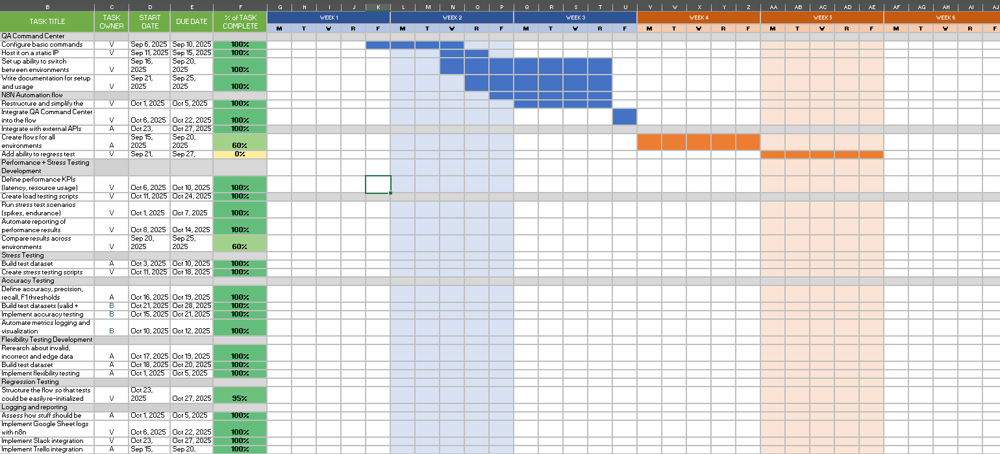 B C D E F G H I J K L M N O P Q R S T U V W X Y Z AA AB AC AD AE AF AG AH AI AJ
TASK TITLE TASK OWNER START DATE DUE DATE % of TASK COMPLETE WEEK 1 WEEK 2 WEEK 3 WEEK 4 WEEK 5 WEEK 6
M T W R F M T W R F M T W R F M T W R F M T W R F M T W R F
QA Command Center
Configure basic commands V Sep 6, 2025 Sep 10, 2025 100%
Host it on a static IP V Sep 11, 2025 Sep 15, 2025 100%
Set up ability to switch Sep 16, Sep 20,
between environments V 2025 2025 100%
Write documentation for setup Sep 21, Sep 25,
and usage V 2025 2025 100%
N8N Automation flow
Restructure and simplify the V Oct 1, 2025 Oct 5, 2025 100%
Integrate QA Command Center
into the flow V Oct 6, 2025 Oct 22, 2025 100%
Integrate with external APIs A Oct 23, Oct 27, 2025 100%
Create flows for all Sep 15, Sep 20,
environments A 2025 2025 60%
Add ability to regress test V Sep 21, Sep 27, 0%
Performance + Stress Testing
Development
Define performance KPIs
(latency, resource usage) V Oct 6, 2025 Oct 10, 2025 100%
Create load testing scripts V Oct 11, 2025 Oct 24, 2025 100%
Run stress test scenarios
(spikes, endurance) V Oct 1, 2025 Oct 7, 2025 100%
Automate reporting of
performance results V Oct 8, 2025 Oct 14, 2025 100%
Compare results across Sep 20, Sep 25,
environments V 2025 2025 60%
Stress Testing
Build test dataset A Oct 3, 2025 Oct 10, 2025 100%
Create stress testing scripts V Oct 11, 2025 Oct 18, 2025 100%
Accuracy Testing
Define accuracy, precision,
recall, F1 thresholds A Oct 16, 2025 Oct 19, 2025 100%
Build test datasets (valid + B Oct 21, 2025 Oct 28, 2025 100%
Implement accuracy testing B Oct 15, 2025 Oct 21, 2025 100%
Automate metrics logging and
visualization B Oct 10, 2025 Oct 12, 2025 100%
Flexibility Testing Development
Rerearch about invalid,
incorrect and edge data A Oct 17, 2025 Oct 19, 2025 100%
Build test dataset A Oct 18, 2025 Oct 20, 2025 100%
Implement flexibility testing A Oct 1, 2025 Oct 5, 2025 100%
Regression Testing
Structure the flow so that tests Oct 23,
could be easily re-initialized V 2025 Oct 27, 2025 95%
Logging and reporting
Assess how stuff should be A Oct 1, 2025 Oct 5, 2025 100%
Implement Google Sheet logs
with n8n V Oct 6, 2025 Oct 22, 2025 100%
Implement Slack integration V Oct 23, Oct 27, 2025 100%
Implement Trello integration A Sep 15, Sep 20, 100%